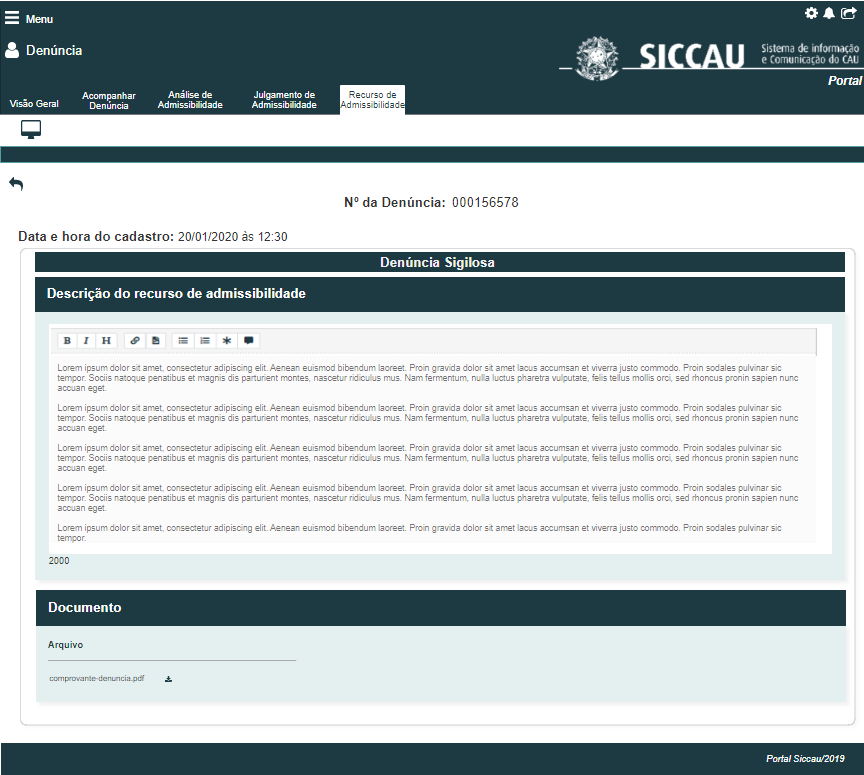 Menu
Denúncia
SICCAU
Sistema de informação
e Comunicação do CAU
Portal
Visão Geral
Acompanhar
Denúncia
Análise de
Admissibilidade
Julgamento de
Admissibilidade
Recurso de
Admissibilidade
Nº da Denúncia: 000156578
Data e hora do cadastro: 20/01/2020 às 12:30
Denúncia Sigilosa
Descrição do recurso de admissibilidade
B I H
Lorem ipsum dolor sit amet, consectetur adipiscing elit. Aenean euismod bibendum laoreet. Proin gravida dolor sit amet lacus accumsan et viverra justo commodo. Proin sodales pulvinar sic
tempor. Sociis natoque penatibus et magnis dis parturient montes, nascetur ridiculus mus. Nam fermentum, nulla luctus pharetra vulputate, felis tellus mollis orci, sed rhoncus pronin sapien nunc
accuan eget.
Lorem ipsum dolor sit amet, consectetur adipiscing elit. Aenean euismod bibendum laoreet. Proin gravida dolor sit amet lacus accumsan et viverra justo commodo. Proin sodales pulvinar sic
tempor. Sociis natoque penatibus et magnis dis parturient montes, nascetur ridiculus mus. Nam fermentum, nulla luctus pharetra vulputate, felis tellus mollis orci, sed rhoncus pronin sapien nunc
accuan eget.
Lorem ipsum dolor sit amet, consectetur adipiscing elit. Aenean euismod bibendum laoreet. Proin gravida dolor sit amet lacus accumsan et viverra justo commodo. Proin sodales pulvinar sic
tempor. Sociis natoque penatibus et magnis dis parturient montes, nascetur ridiculus mus. Nam fermentum, nulla luctus pharetra vulputate, felis tellus mollis orci, sed rhoncus pronin sapien nunc
accuan eget.
Lorem ipsum dolor sit amet, consectetur adipiscing elit. Aenean euismod bibendum laoreet. Proin gravida dolor sit amet lacus accumsan et viverra justo commodo. Proin sodales pulvinar sic
tempor. Sociis natoque penatibus et magnis dis parturient montes, nascetur ridiculus mus. Nam fermentum, nulla luctus pharetra vulputate, felis tellus mollis orci, sed rhoncus pronin sapien nunc
accuan eget.
Lorem ipsum dolor sit amet, consectetur adipiscing elit. Aenean euismod bibendum laoreet. Proin gravida dolor sit amet lacus accumsan et viverra justo commodo. Proin sodales pulvinar sic
tempor.
2000
Documento
Arquivo
comprovante-denuncia.pdf
Portal Siccau/2019